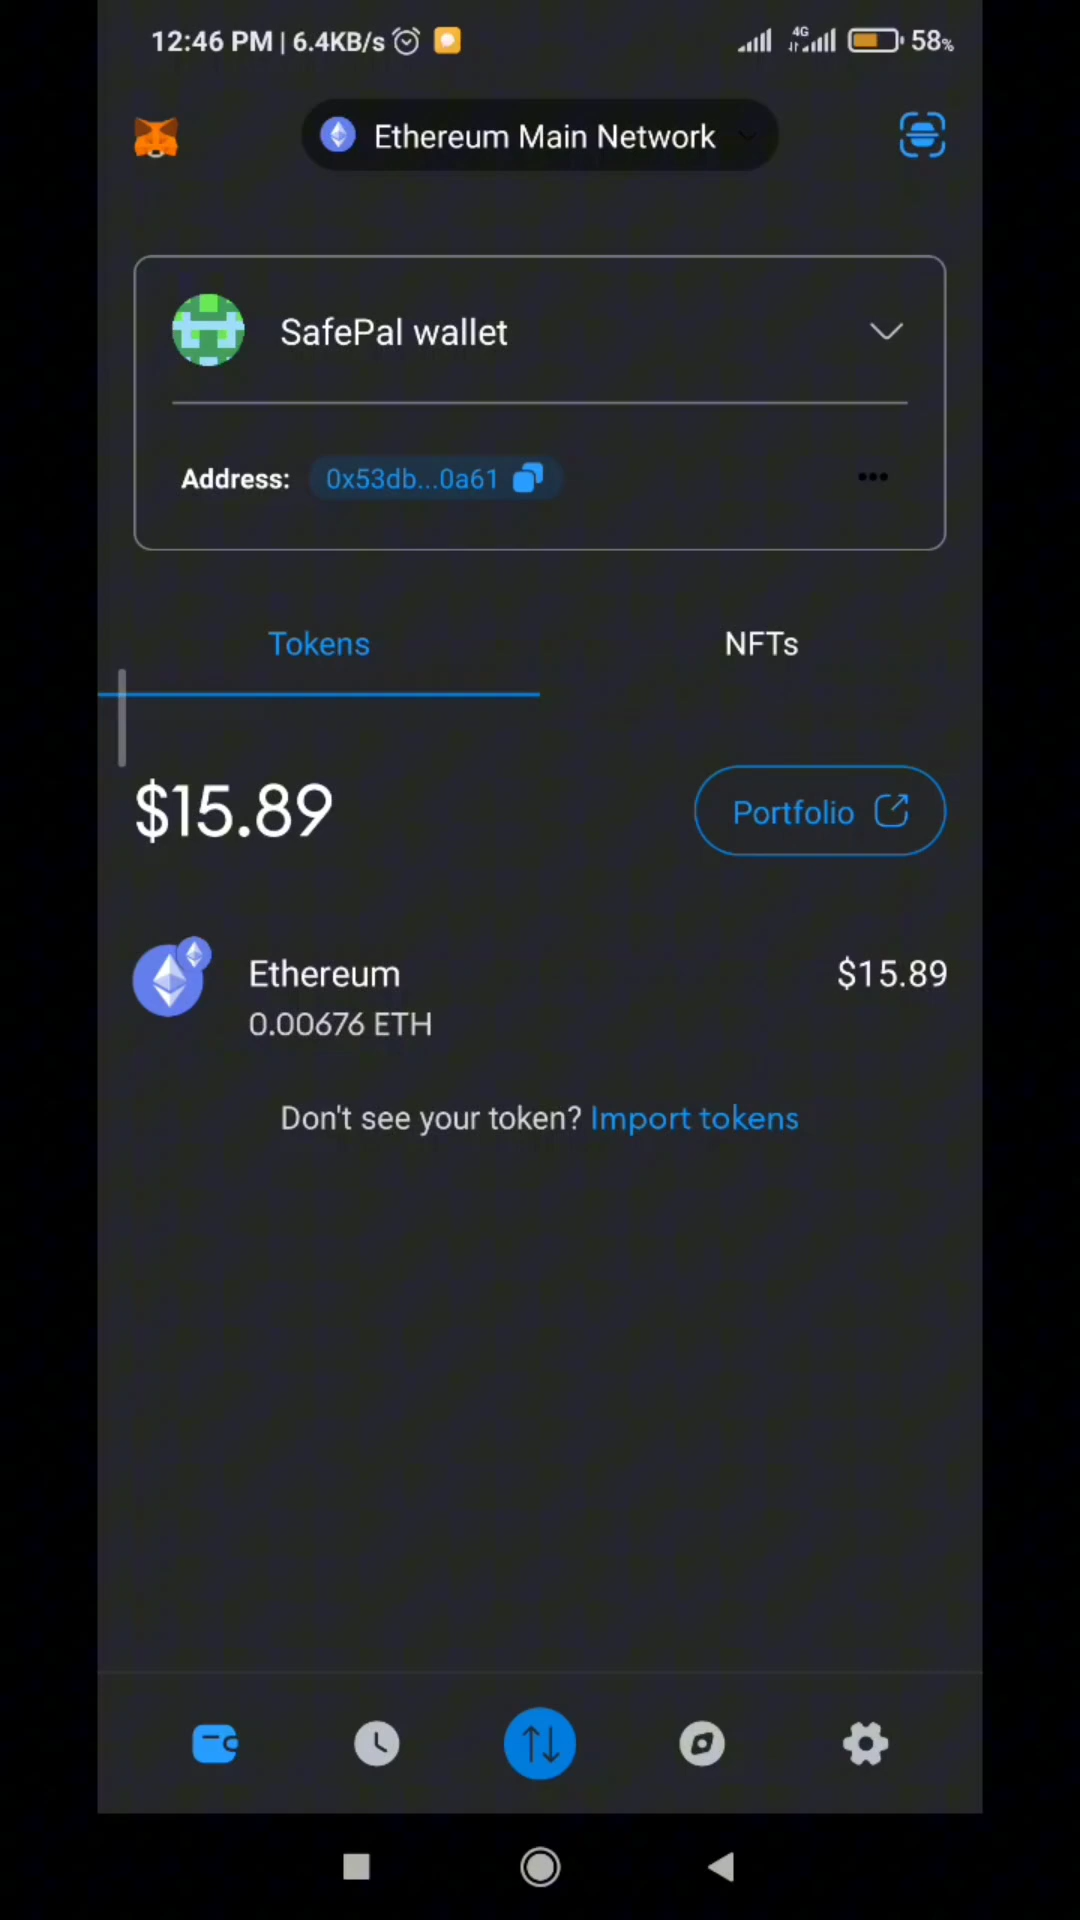 12:46 PM | 6.4KB/s 4G 58%
Ethereum Main Network
SafePal wallet
Address: 0x53db...0a61
Tokens NFTs
$15.89 Portfolio
Ethereum $15.89
0.00676 ETH
Don't see your token? Import tokens